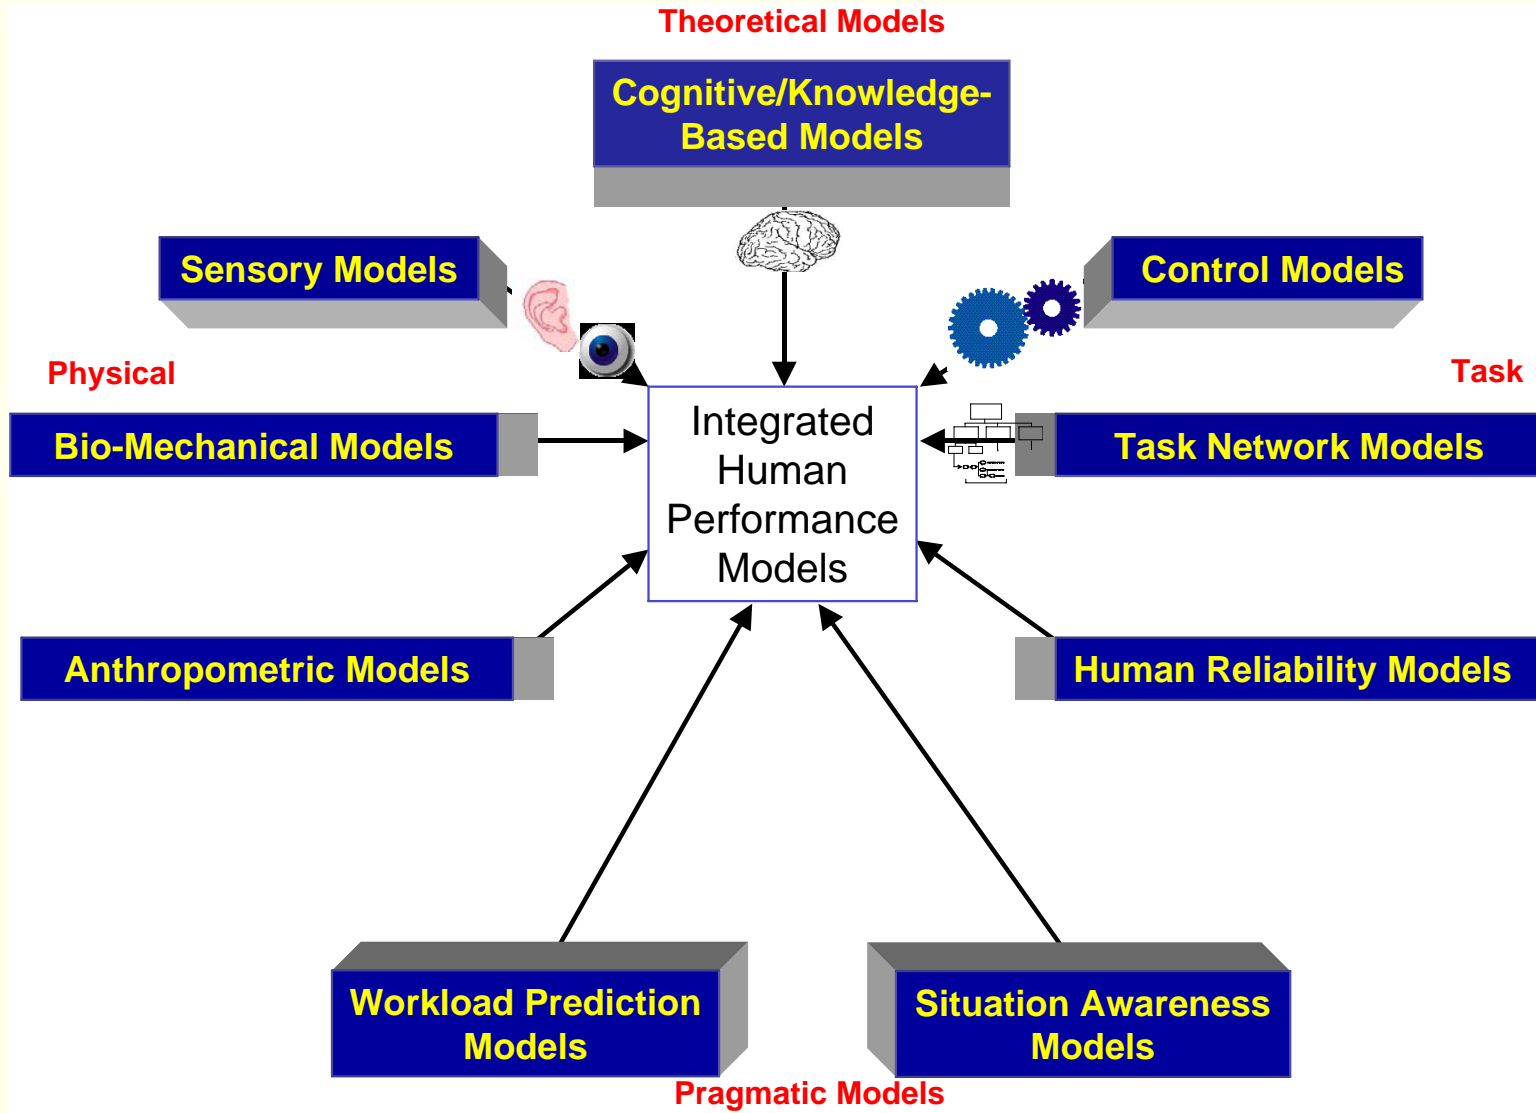 Theoretical Models
Cognitive/Knowledge-
Based Models
Sensory Models
Control Models
Physical
Task
Bio-Mechanical Models
Integrated
Human
Performance
Models
Task Network Models
Anthropometric Models
Human Reliability Models
Workload Prediction
Models
Situation Awareness
Models
Pragmatic Models